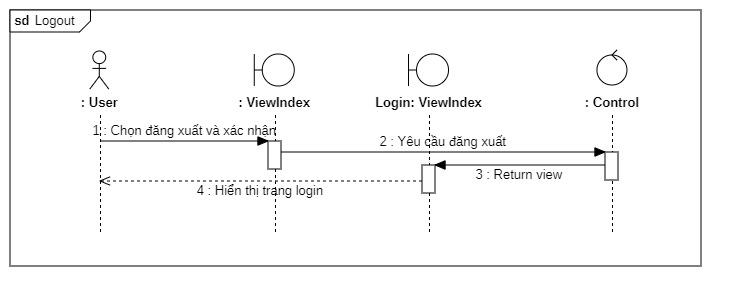 sd Logout
: User
: ViewIndex
Login: ViewIndex
: Control
1 : Chọn đăng xuất và xác nhận
2 : Yêu cầu đăng xuất
3 : Return view
4 : Hiển thị trang login